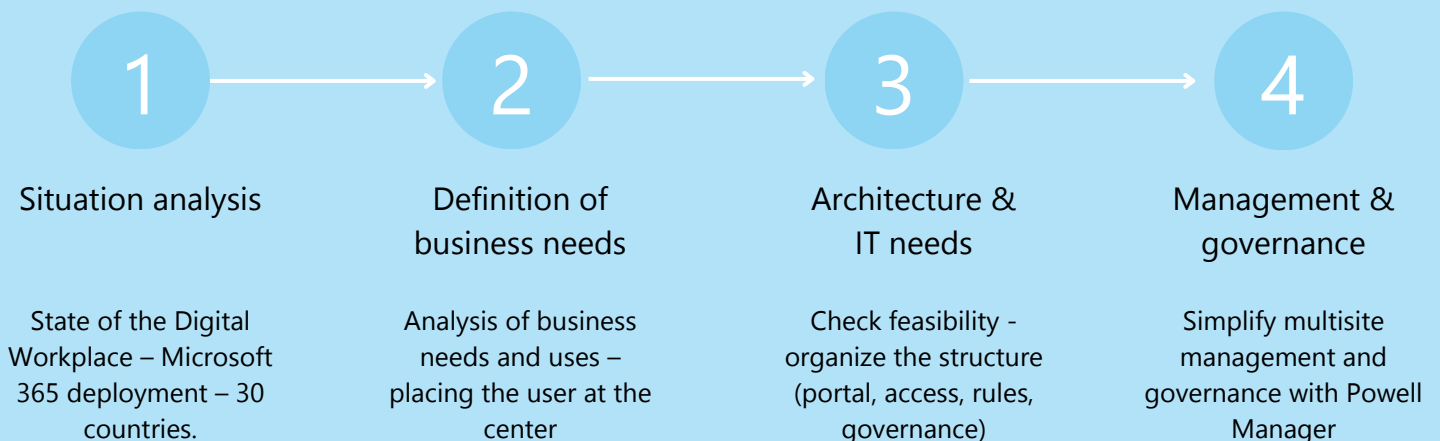 1
2
3
4
Situation analysis
Definition of
business needs
Architecture &
IT needs
Management &
governance
State of the Digital
Workplace – Microsoft
365 deployment – 30
countries.
Analysis of business
needs and uses –
placing the user at the
center
Check feasibility -
organize the structure
(portal, access, rules,
governance)
Simplify multisite
management and
governance with Powell
Manager